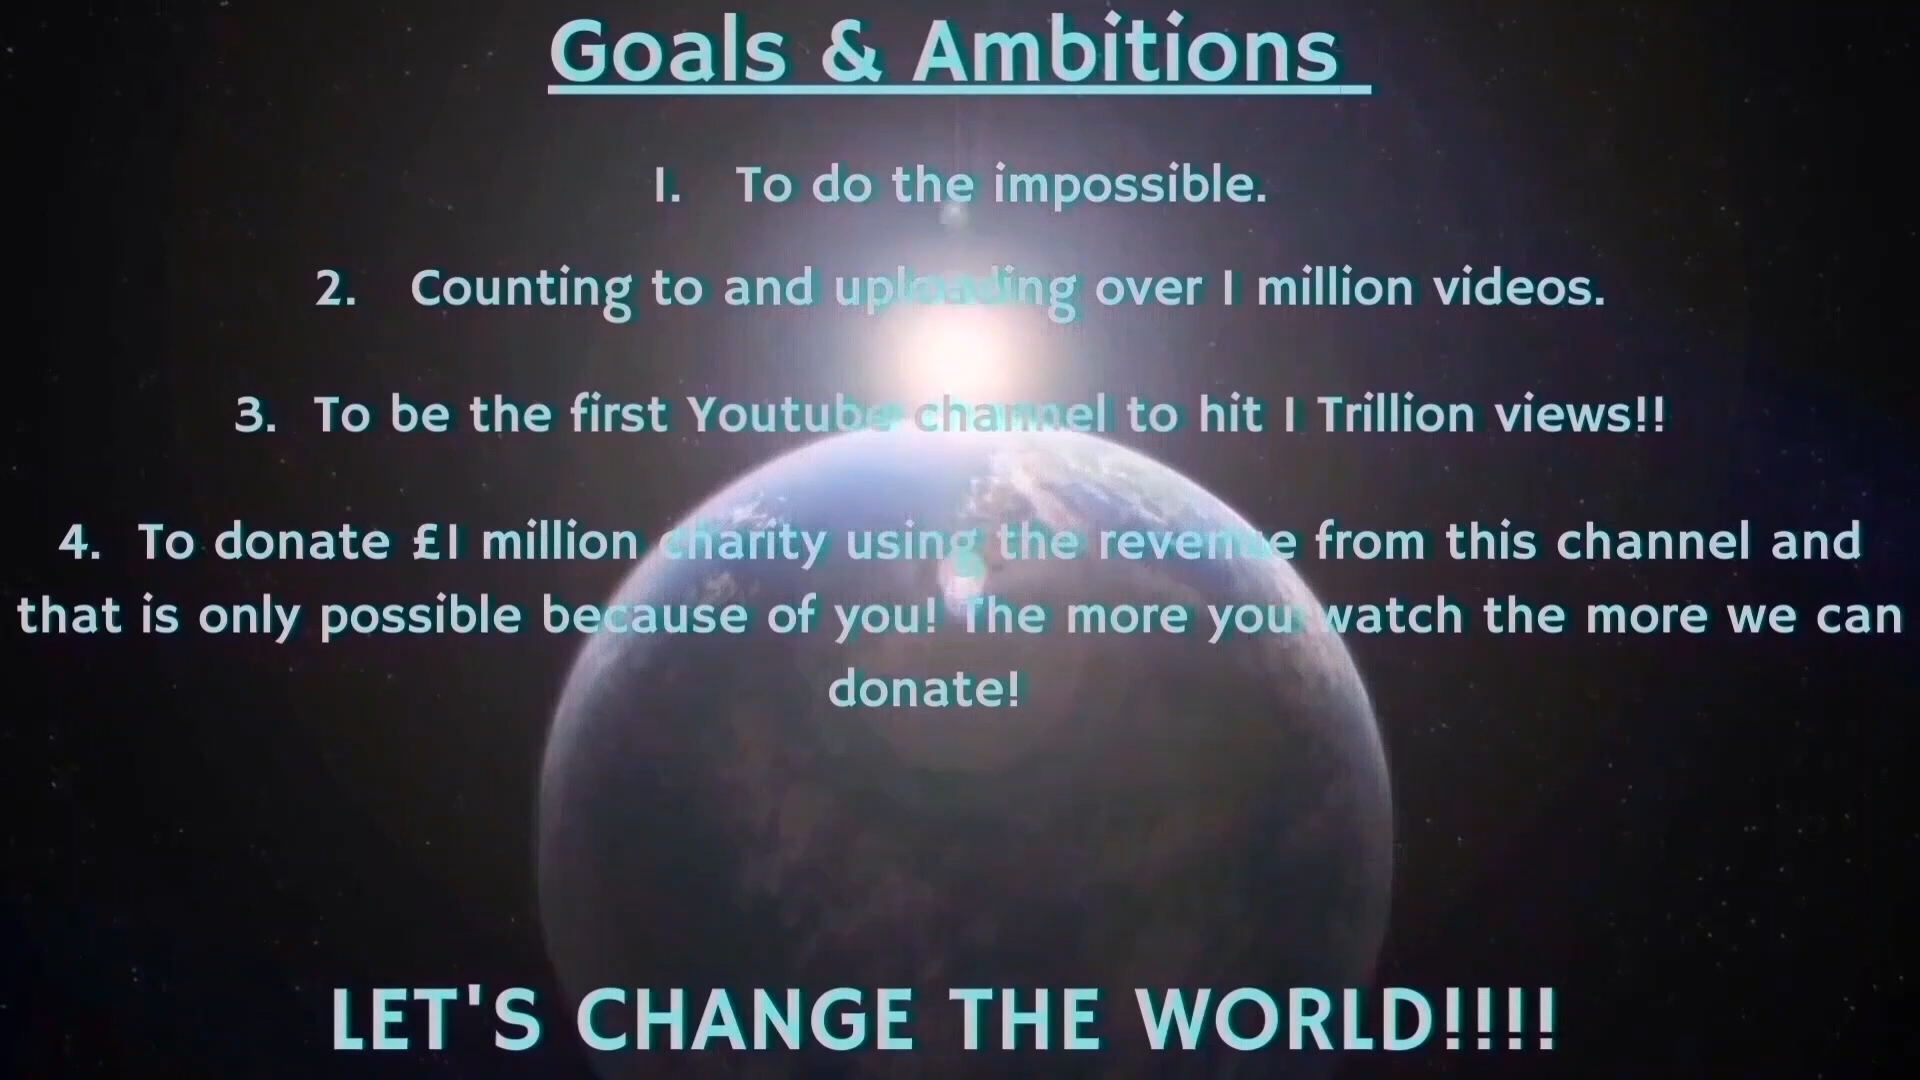 Goals & Ambitions
1. To do the impossible.
2. Counting to and uploading over 1 million videos.
3. To be the first Youtube channel to hit 1 Trillion views!!
4. To donate £1 million charity using the revenue from this channel and
that is only possible because of you! The more you watch the more we can
donate!
LET'S CHANGE THE WORLD!!!!